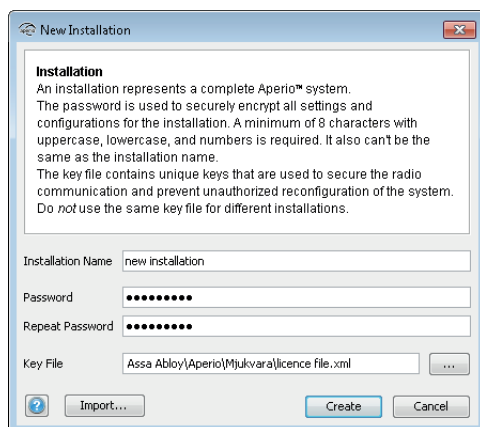 New Installation
Installation
An installation represents a complete Aperio™ system.
The password is used to securely encrypt all settings and
configurations for the installation. A minimum of 8 characters with
uppercase, lowercase, and numbers is required. It also can't be the
same as the installation name.
The key file contains unique keys that are used to secure the radio
communication and prevent unauthorized reconfiguration of the system.
Do not use the same key file for different installations.
Installation Name new installation
Password ●●●●●●●●●
Repeat Password ●●●●●●●●●
Key File Assa Abloy\Aperio\Mjukvara\licence file.xml ...
? Import... Create Cancel